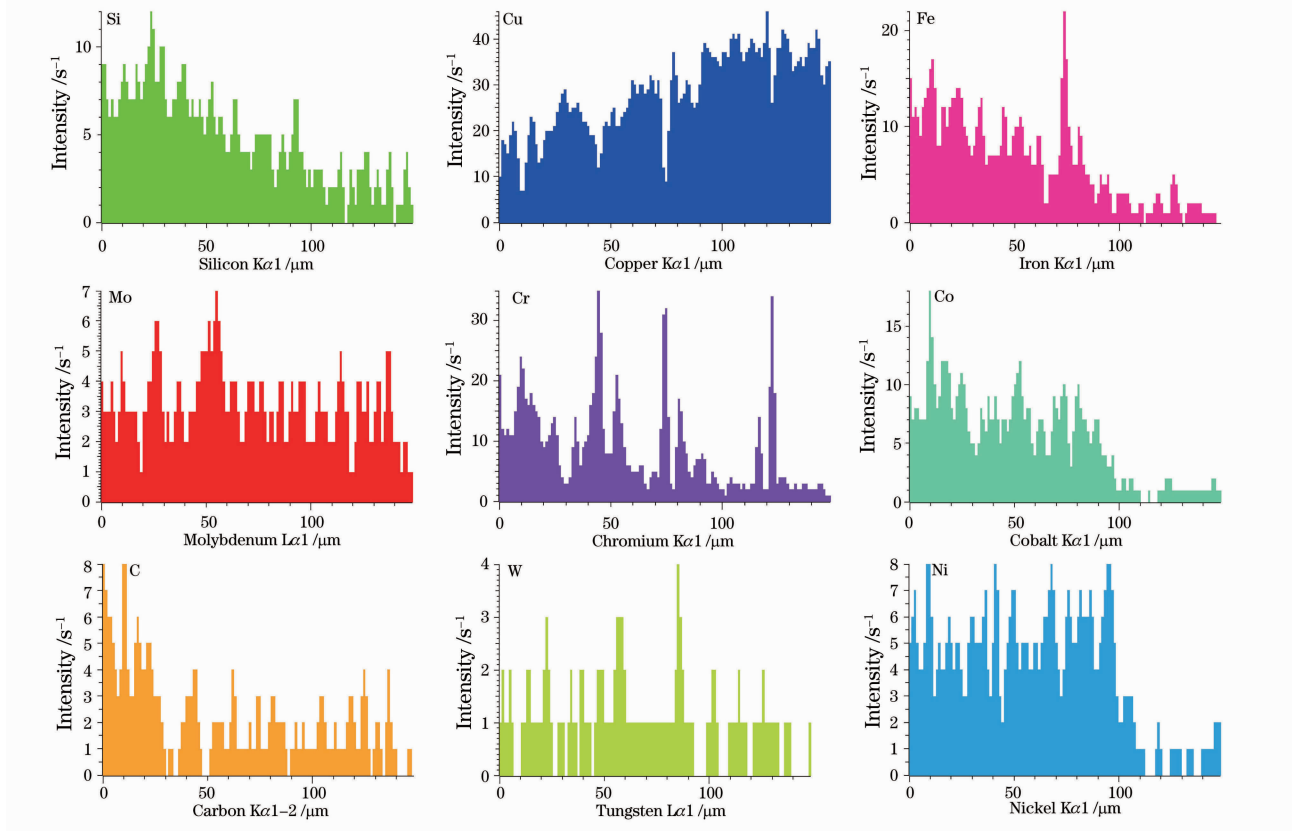 Si
Intensity /s⁻¹
10
5
0
0 50 100
Silicon Kα1 /μm
Cu
Intensity /s⁻¹
40
30
20
10
0
0 50 100
Copper Kα1 /μm
Fe
Intensity /s⁻¹
20
10
0
0 50 100
Iron Kα1 /μm
Mo
Intensity /s⁻¹
7
6
5
4
3
2
1
0
0 50 100
Molybdenum Lα1 /μm
Cr
Intensity /s⁻¹
30
20
10
0
0 50 100
Chromium Kα1 /μm
Co
Intensity /s⁻¹
15
10
5
0
0 50 100
Cobalt Kα1 /μm
C
Intensity /s⁻¹
8
7
6
5
4
3
2
1
0
0 50 100
Carbon Kα1-2 /μm
W
Intensity /s⁻¹
4
3
2
1
0
0 50 100
Tungsten Lα1 /μm
Ni
Intensity /s⁻¹
8
7
6
5
4
3
2
1
0
0 50 100
Nickel Kα1 /μm